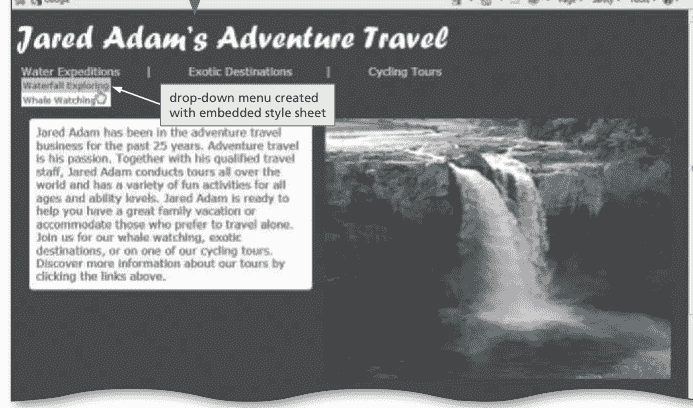 Jared Adam's Adventure Travel
Water Expeditions | Exotic Destinations | Cycling Tours
Waterfall Exploring
Whale Watching
drop-down menu created
with embedded style sheet
Jared Adam has been in the adventure travel
business for the past 25 years. Adventure travel
is his passion. Together with his qualified travel
staff, Jared Adam conducts tours all over the
world and has a variety of fun activities for all
ages and ability levels. Jared Adam is ready to
help you have a great family vacation or
accommodate those who prefer to travel alone.
Join us for our whale watching, exotic
destinations, or on one of our cycling tours.
Discover more information about our tours by
clicking the links above.